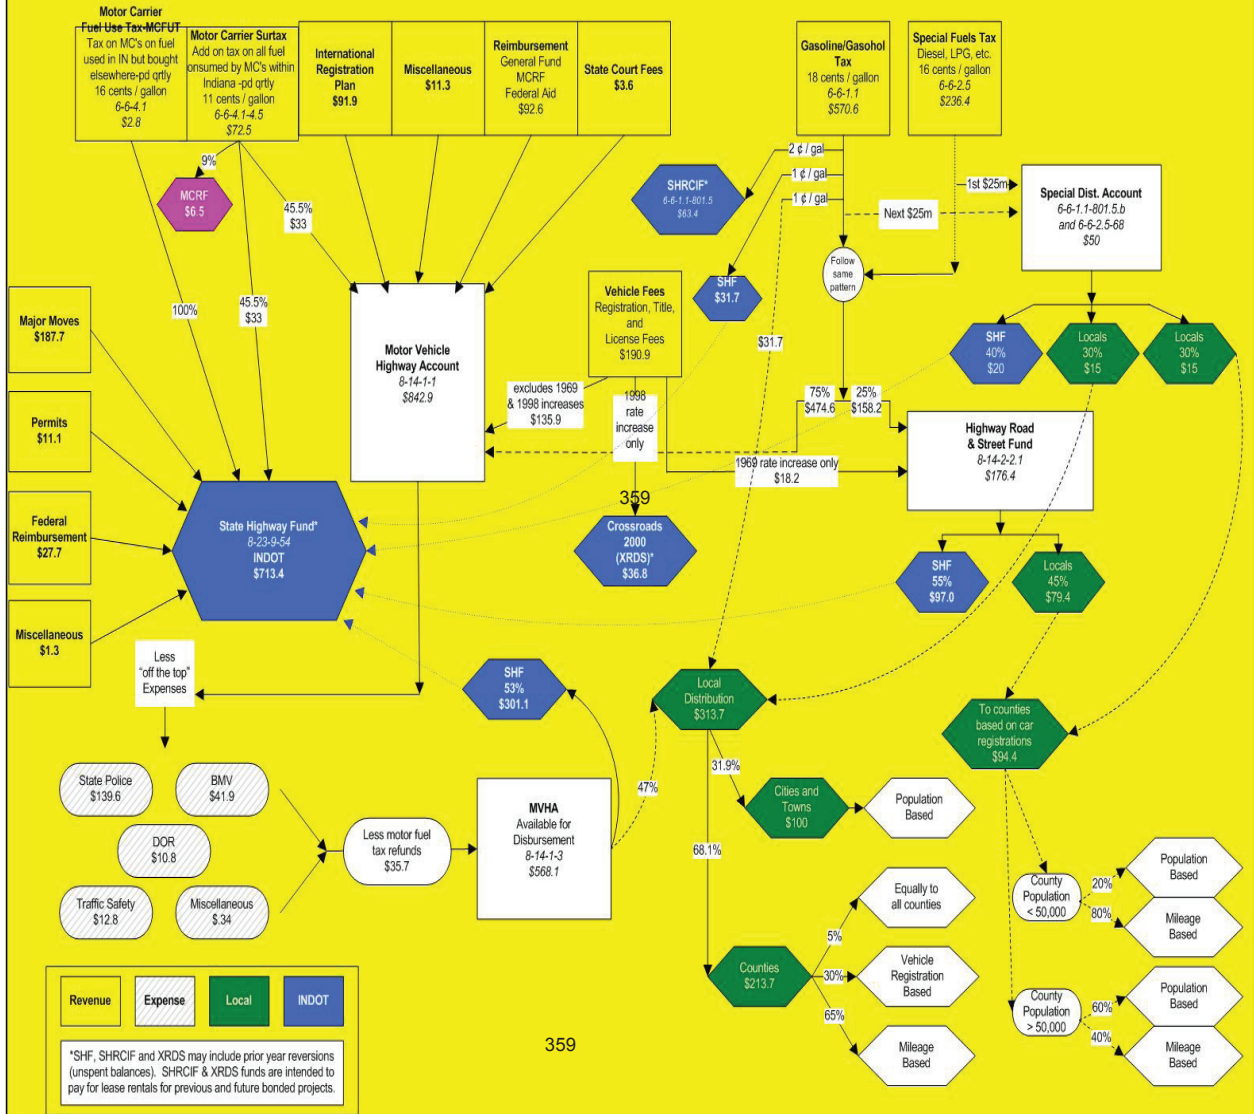 Motor Carrier
Fuel Use Tax-MCFUT
Tax on MC's on fuel
used in IN but bought
elsewhere-pd qrtly
16 cents / gallon
6-6-4.1
$2.8
Motor Carrier Surtax
Add on tax on all fuel
onsumed by MC's within
Indiana -pd qrtly
11 cents / gallon
6-6-4.1-4.5
$72.5
International
Registration
Plan
$91.9
Miscellaneous
$11.3
Reimbursement
General Fund
MCRF
Federal Aid
$92.6
State Court Fees
$3.6
Gasoline/Gasohol
Tax
18 cents / gallon
6-6-1.1
$570.6
Special Fuels Tax
Diesel, LPG, etc.
16 cents / gallon
6-6-2.5
$236.4
9%
MCRF
$6.5
45.5%
$33
2 ¢ / gal
1 ¢ / gal
1 ¢ / gal
SHRCIF*
6-6-1.1-801.5
$63.4
1st $25m
Next $25m
Special Dist. Account
6-6-1.1-801.5.b
and 6-6-2.5-68
$50
Follow
same
pattern
SHF
$31.7
Vehicle Fees
Registration, Title,
and
License Fees
$190.9
Major Moves
$187.7
100%
45.5%
$33
Motor Vehicle
Highway Account
8-14-1-1
$842.9
$31.7
SHF
40%
$20
Locals
30%
$15
Locals
30%
$15
excludes 1969
& 1998 increases
$135.9
1998
rate
increase
only
75%
$474.6
25%
$158.2
Permits
$11.1
Highway Road
& Street Fund
8-14-2-2.1
$176.4
1969 rate increase only
$18.2
359
Federal
Reimbursement
$27.7
State Highway Fund*
8-23-9-54
INDOT
$713.4
Crossroads
2000
(XRDS)*
$36.8
SHF
55%
$97.0
Locals
45%
$79.4
Miscellaneous
$1.3
Less
"off the top"
Expenses
SHF
53%
$301.1
Local
Distribution
$313.7
To counties
based on car
registrations
$94.4
State Police
$139.6
BMV
$41.9
DOR
$10.8
Traffic Safety
$12.8
Miscellaneous
$.34
Less motor fuel
tax refunds
$35.7
MVHA
Available for
Disbursement
8-14-1-3
$568.1
47%
31.9%
Cities and
Towns
$100
Population
Based
68.1%
Counties
$213.7
5%
Equally to
all counties
30%
Vehicle
Registration
Based
65%
Mileage
Based
County
Population
< 50,000
20%
Population
Based
80%
Mileage
Based
County
Population
> 50,000
60%
Population
Based
40%
Mileage
Based
Revenue
Expense
Local
INDOT
*SHF, SHRCIF and XRDS may include prior year reversions
(unspent balances). SHRCIF & XRDS funds are intended to
pay for lease rentals for previous and future bonded projects.
359